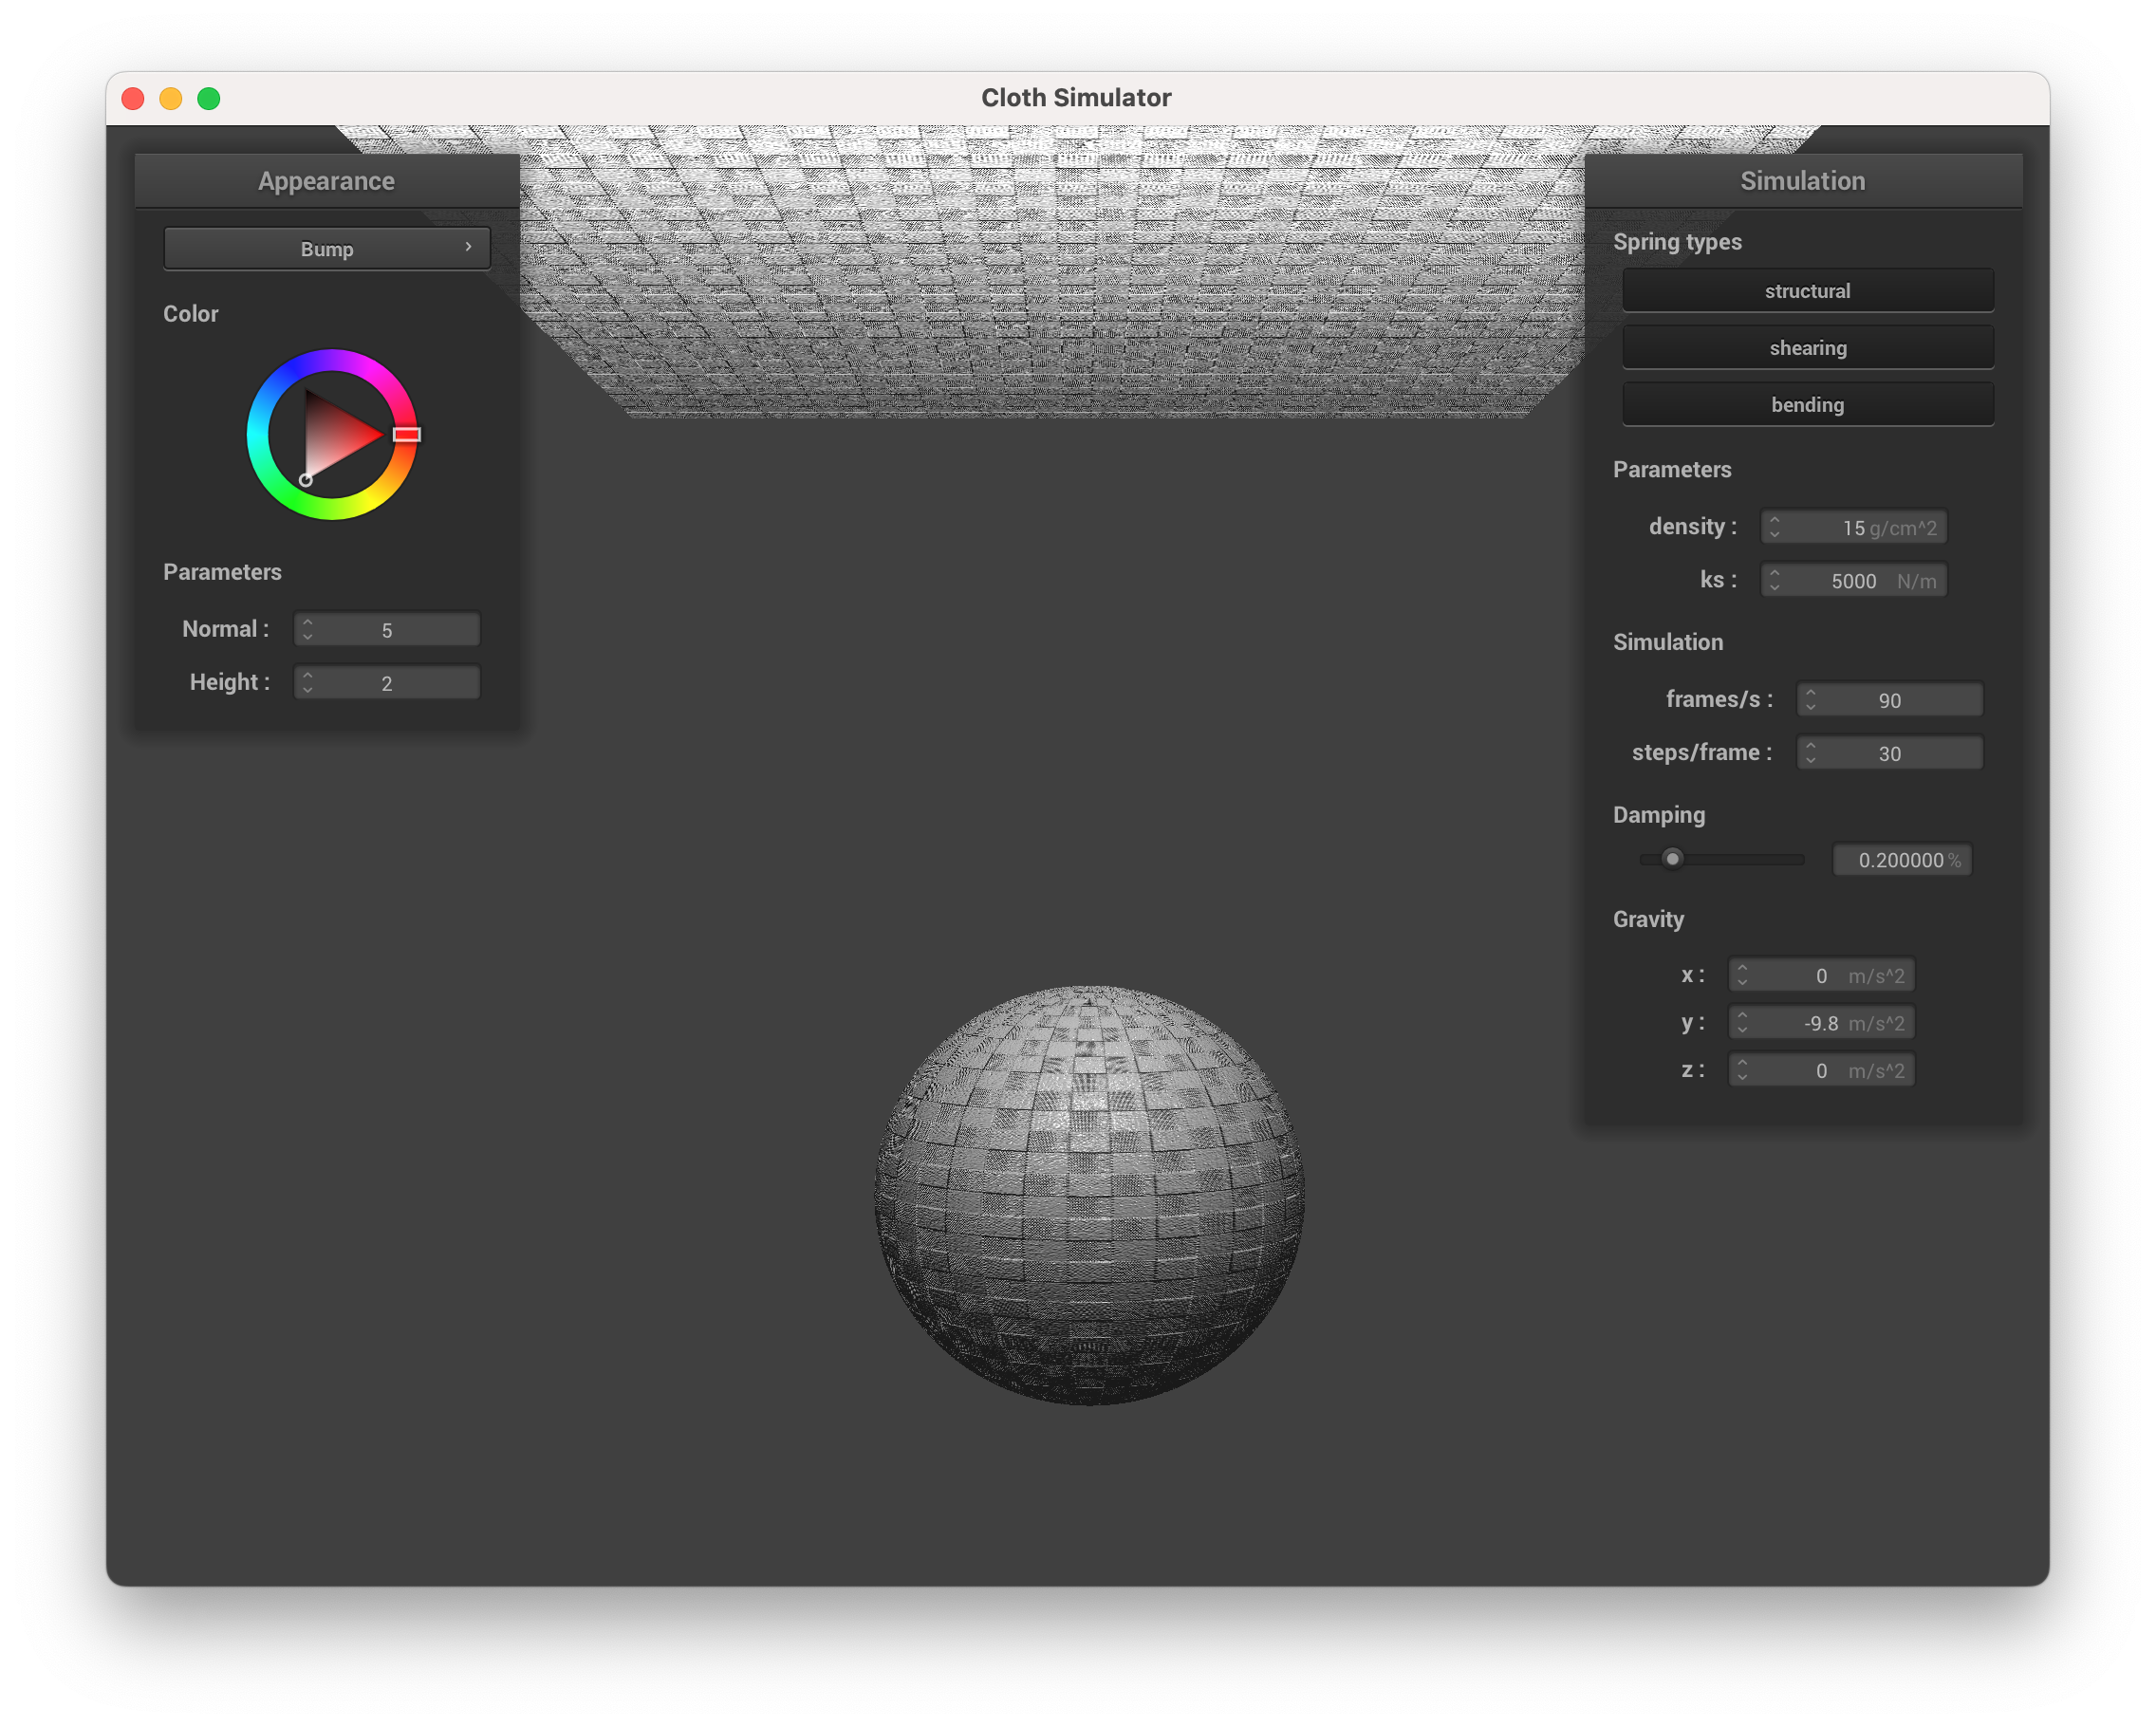 Cloth Simulator
Appearance
Bump
Color
Parameters
Normal : 5
Height : 2
Simulation
Spring types
structural
shearing
bending
Parameters
density : 15 g/cm^2
ks : 5000 N/m
Simulation
frames/s : 90
steps/frame : 30
Damping
0.200000 %
Gravity
x : 0 m/s^2
y : -9.8 m/s^2
z : 0 m/s^2